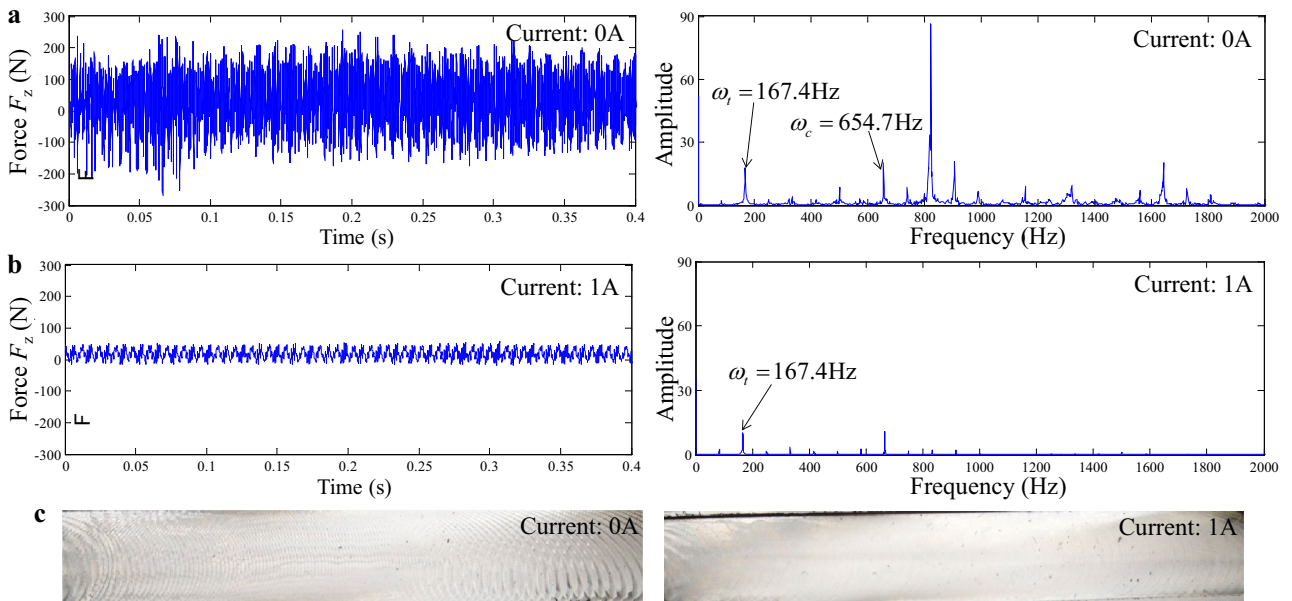 a
300
200
100
0
-100
-200
-300
Force F_z (N)
F
Current: 0A
0 0.05 0.1 0.15 0.2 0.25 0.3 0.35 0.4
Time (s)
90
60
30
0
Amplitude
Current: 0A
ω_t = 167.4Hz
ω_c = 654.7Hz
0 200 400 600 800 1000 1200 1400 1600 1800 2000
Frequency (Hz)
b
300
200
100
0
-100
-200
-300
Force F_z (N)
F
Current: 1A
0 0.05 0.1 0.15 0.2 0.25 0.3 0.35 0.4
Time (s)
90
60
30
0
Amplitude
Current: 1A
ω_t = 167.4Hz
0 200 400 600 800 1000 1200 1400 1600 1800 2000
Frequency (Hz)
c
Current: 0A
Current: 1A